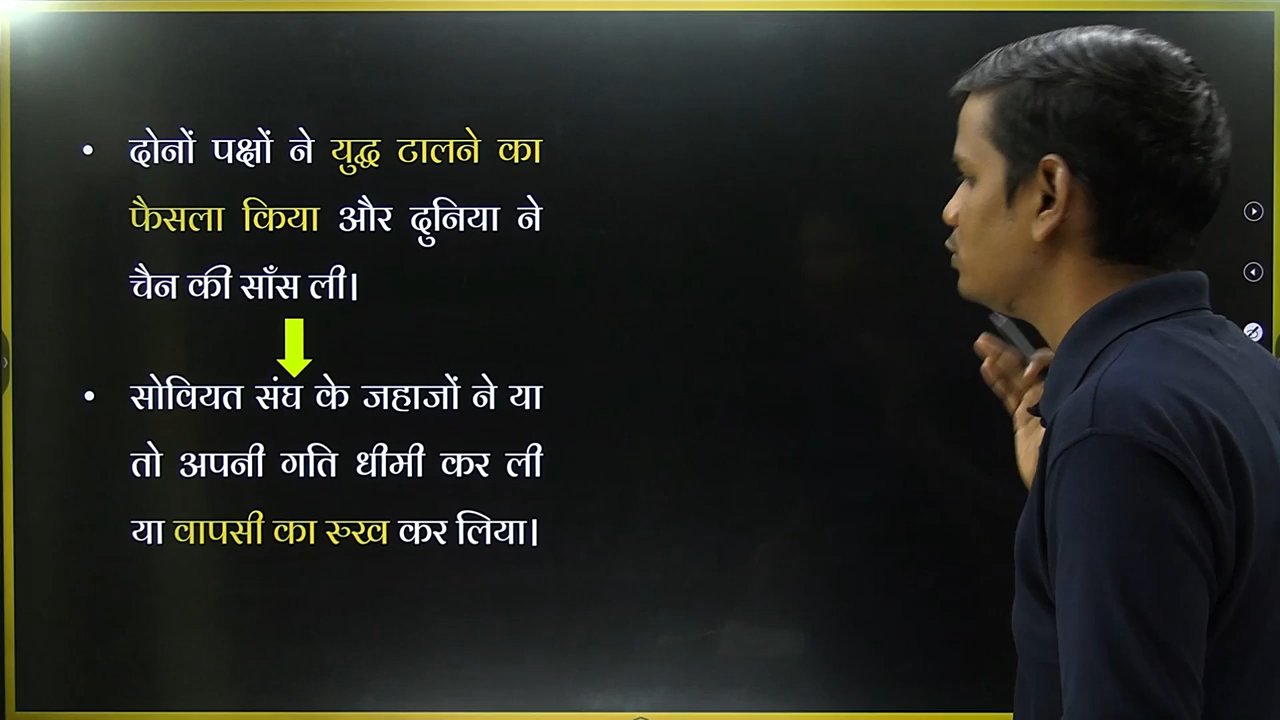 • दोनों पक्षों ने युद्ध टालने का
फैसला किया और दुनिया ने
चैन की साँस ली।
• सोवियत संघ के जहाजों ने या
तो अपनी गति धीमी कर ली
या वापसी का रुख कर लिया।